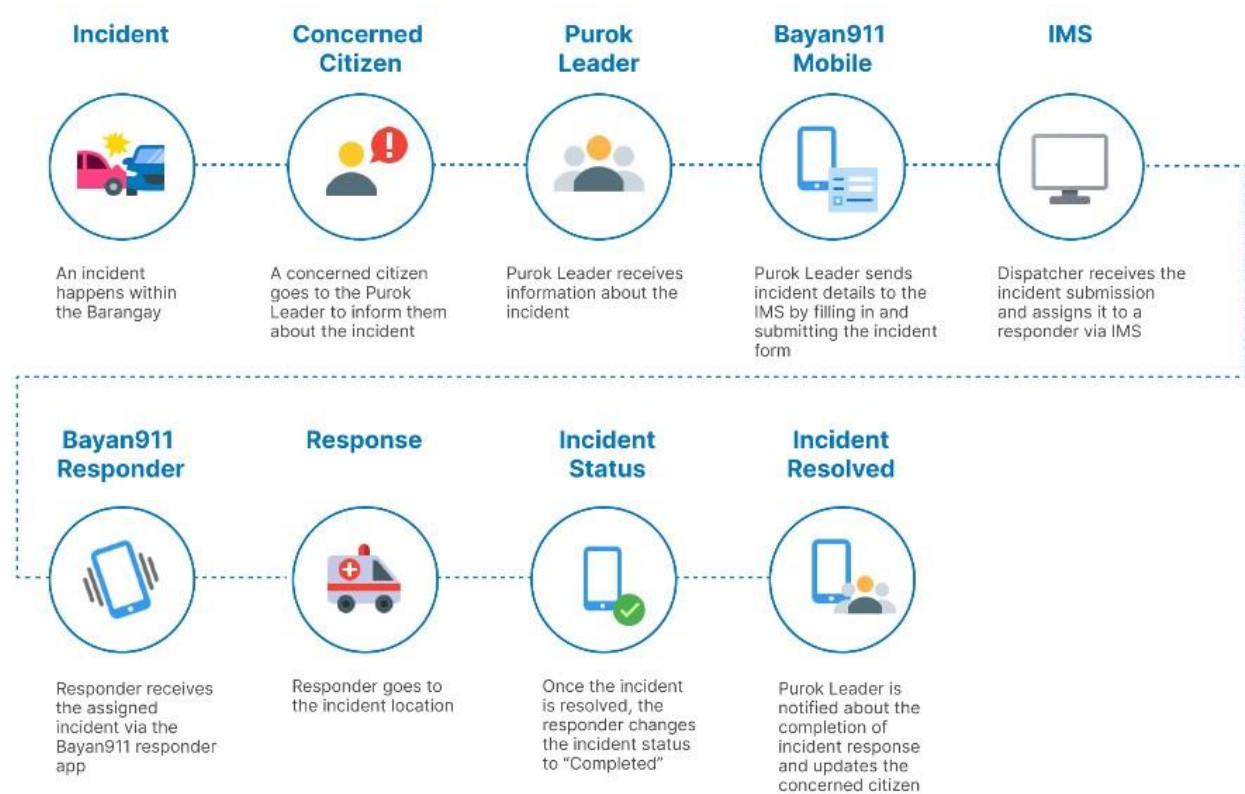 Incident
An incident
happens within
the Barangay
Concerned
Citizen
A concerned citizen
goes to the Purok
Leader to inform them
about the incident
Purok
Leader
Purok Leader receives
information about the
incident
Bayan911
Mobile
Purok Leader sends
incident details to the
IMS by filling in and
submitting the incident
form
IMS
Dispatcher receives the
incident submission
and assigns it to a
responder via IMS
Bayan911
Responder
Responder receives
the assigned
incident via the
Bayan911 responder
app
Response
Responder goes to
the incident location
Incident
Status
Once the incident
is resolved, the
responder changes
the incident status
to “Completed”
Incident
Resolved
Purok Leader is
notified about the
completion of
incident response
and updates the
concerned citizen